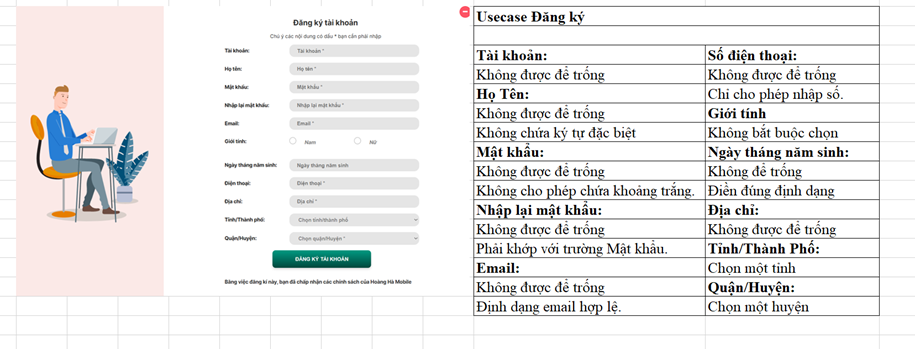 Đăng ký tài khoản
Chú ý các nội dung có dấu * bạn cần phải nhập
Tài khoản: Tài khoản *
Họ tên: Họ tên *
Mật khẩu: Mật khẩu *
Nhập lại mật khẩu: Nhập lại mật khẩu *
Email: Email *
Giới tính: Nam Nữ
Ngày tháng năm sinh: Ngày tháng năm sinh
Điện thoại: Điện thoại *
Địa chỉ: Địa chỉ *
Tỉnh/Thành phố: Chọn tỉnh/thành phố
Quận/Huyện: Chọn quận/Huyện *
ĐĂNG KÝ TÀI KHOẢN
Bằng việc đăng kí này, bạn đã chấp nhận các chính sách của Hoàng Hà Mobile
Usecase Đăng ký
Tài khoản: Số điện thoại:
Không được để trống Không được để trống
Họ Tên: Chỉ cho phép nhập số.
Không được để trống Giới tính
Không chứa ký tự đặc biệt Không bắt buộc chọn
Mật khẩu: Ngày tháng năm sinh:
Không được để trống Không để trống
Không cho phép chứa khoảng trắng. Điền đúng định dạng
Nhập lại mật khẩu: Địa chỉ:
Không được để trống Không được để trống
Phải khớp với trường Mật khẩu. Tỉnh/Thành Phố:
Email: Chọn một tỉnh
Không được để trống Quận/Huyện:
Định dạng email hợp lệ. Chọn một huyện